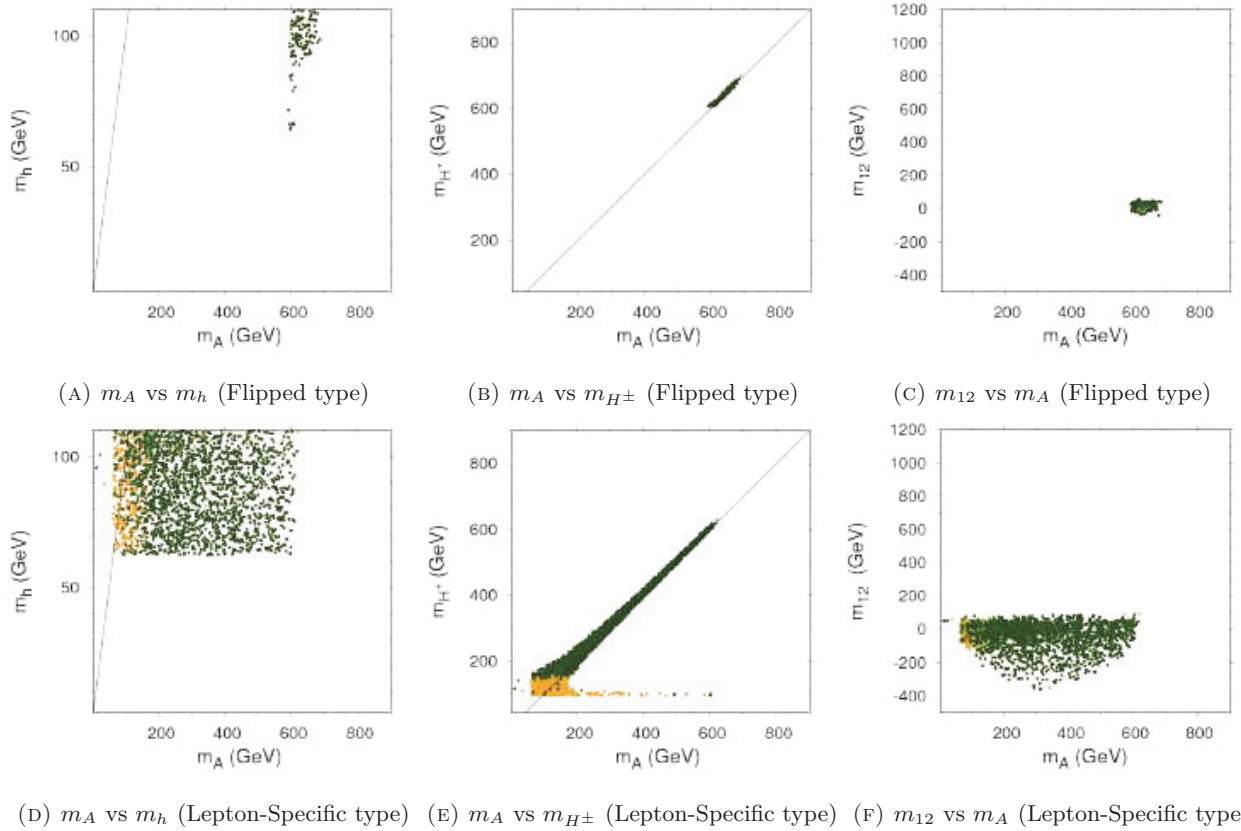 100
50
m_h (GeV)
200 400 600 800
m_A (GeV)
800
600
400
200
m_H+ (GeV)
200 400 600 800
m_A (GeV)
1200
1000
800
600
400
200
0
-200
-400
m_12 (GeV)
200 400 600 800
m_A (GeV)
(A) m_A vs m_h (Flipped type)
(B) m_A vs m_H± (Flipped type)
(C) m_12 vs m_A (Flipped type)
100
50
m_h (GeV)
200 400 600 800
m_A (GeV)
800
600
400
200
m_H+ (GeV)
200 400 600 800
m_A (GeV)
1200
1000
800
600
400
200
0
-200
-400
m_12 (GeV)
200 400 600 800
m_A (GeV)
(D) m_A vs m_h (Lepton-Specific type)
(E) m_A vs m_H± (Lepton-Specific type)
(F) m_12 vs m_A (Lepton-Specific type